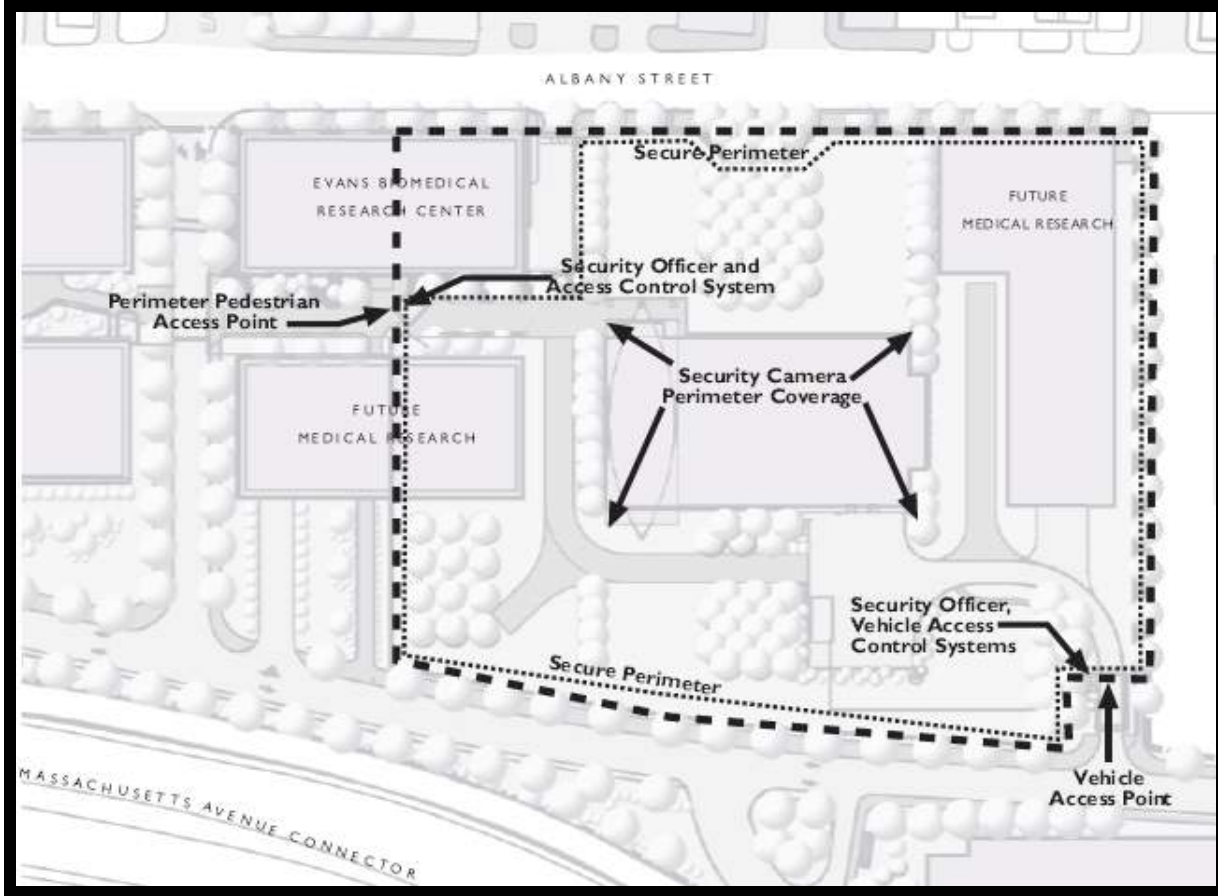 ALBANY STREET
Secure Perimeter
EVANS BIOMEDICAL
RESEARCH CENTER
FUTURE
MEDICAL RESEARCH
Security Officer and
Access Control System
Perimeter Pedestrian
Access Point
Security Camera
Perimeter Coverage
FUTURE
MEDICAL RESEARCH
Security Officer,
Vehicle Access
Control Systems
Secure Perimeter
Vehicle
Access Point
MASSACHUSETTS AVENUE CONNECTOR